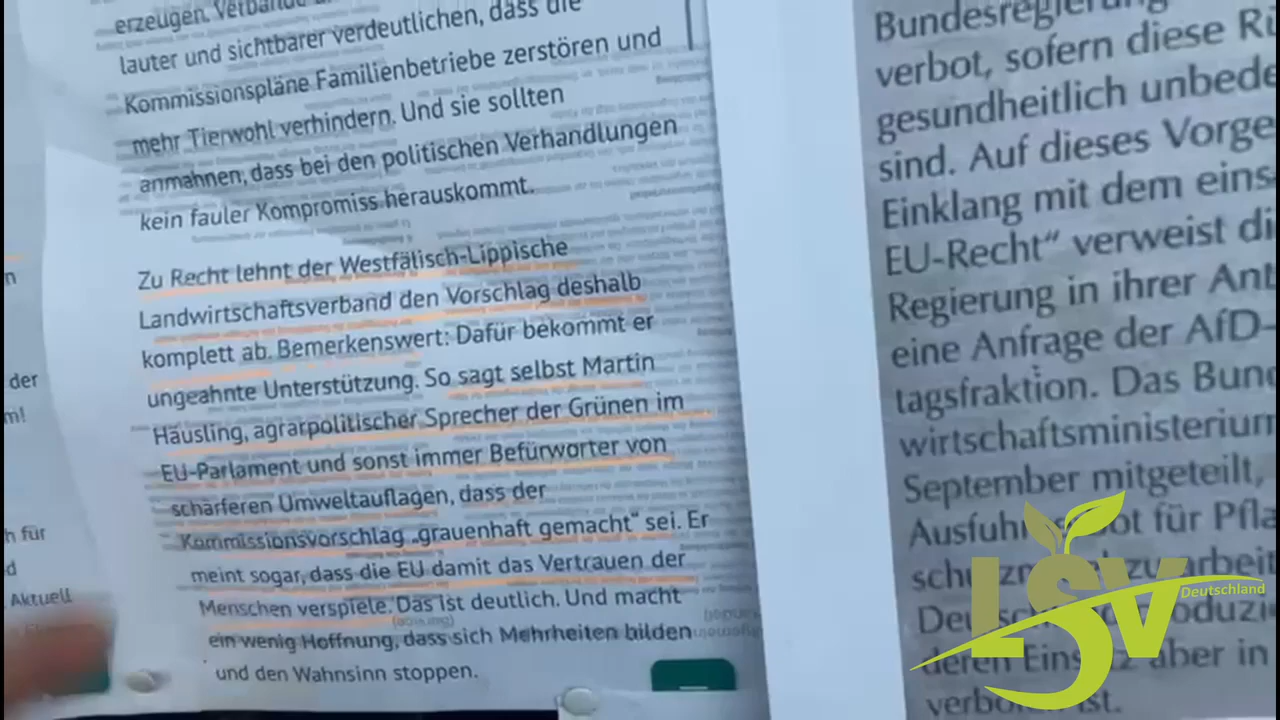 erzeugen. Verbände
lauter und sichtbarer verdeutlichen, dass die
Kommissionspläne Familienbetriebe zerstören und
mehr Tierwohl verhindern. Und sie sollten
anmahnen, dass bei den politischen Verhandlungen
kein fauler Kompromiss herauskommt.
Zu Recht lehnt der Westfälisch-Lippische
Landwirtschaftsverband den Vorschlag deshalb
komplett ab. Bemerkenswert: Dafür bekommt er
ungeahnte Unterstützung. So sagt selbst Martin
Häusling, agrarpolitischer Sprecher der Grünen im
EU-Parlament und sonst immer Befürworter von
schärferen Umweltauflagen, dass der
Kommissionsvorschlag „grauenhaft gemacht“ sei. Er
meint sogar, dass die EU damit das Vertrauen der
Menschen verspiele. Das ist deutlich. Und macht
ein wenig Hoffnung, dass sich Mehrheiten bilden
und den Wahnsinn stoppen.
der
m!
h für
d
Aktuell
Bundesregierung
verbot, sofern diese Rü
gesundheitlich unbede
sind. Auf dieses Vorge
Einklang mit dem eins
EU-Recht“ verweist di
Regierung in ihrer Ant
eine Anfrage der AfD-
tagsfraktion. Das Bund
wirtschaftsministerium
September mitgeteilt,
Ausfuhr ot für Pfla
sch zm zu arbeit
De sc oduzi
deren Eins z aber in
verbo ist.
LSV
Deutschland